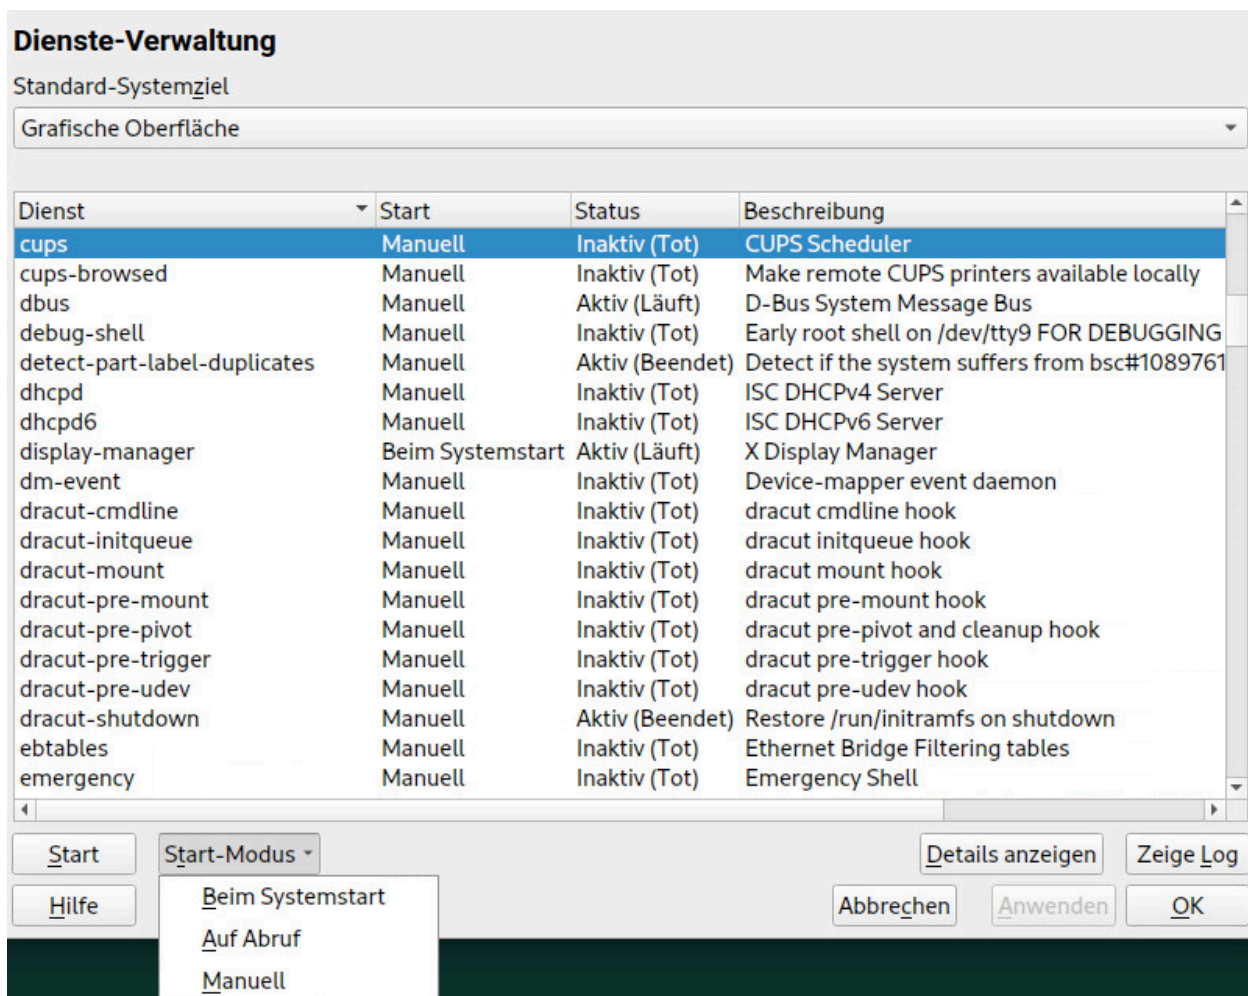 Dienste-Verwaltung
Standard-Systemziel
Grafische Oberfläche
Dienst Start Status Beschreibung
cups Manuell Inaktiv (Tot) CUPS Scheduler
cups-browsed Manuell Inaktiv (Tot) Make remote CUPS printers available locally
dbus Manuell Aktiv (Läuft) D-Bus System Message Bus
debug-shell Manuell Inaktiv (Tot) Early root shell on /dev/tty9 FOR DEBUGGING
detect-part-label-duplicates Manuell Aktiv (Beendet) Detect if the system suffers from bsc#1089761
dhcpd Manuell Inaktiv (Tot) ISC DHCPv4 Server
dhcpd6 Manuell Inaktiv (Tot) ISC DHCPv6 Server
display-manager Beim Systemstart Aktiv (Läuft) X Display Manager
dm-event Manuell Inaktiv (Tot) Device-mapper event daemon
dracut-cmdline Manuell Inaktiv (Tot) dracut cmdline hook
dracut-initqueue Manuell Inaktiv (Tot) dracut initqueue hook
dracut-mount Manuell Inaktiv (Tot) dracut mount hook
dracut-pre-mount Manuell Inaktiv (Tot) dracut pre-mount hook
dracut-pre-pivot Manuell Inaktiv (Tot) dracut pre-pivot and cleanup hook
dracut-pre-trigger Manuell Inaktiv (Tot) dracut pre-trigger hook
dracut-pre-udev Manuell Inaktiv (Tot) dracut pre-udev hook
dracut-shutdown Manuell Aktiv (Beendet) Restore /run/initramfs on shutdown
ebtables Manuell Inaktiv (Tot) Ethernet Bridge Filtering tables
emergency Manuell Inaktiv (Tot) Emergency Shell
Start Start-Modus Details anzeigen Zeige Log
Hilfe Abbrechen Anwenden OK
Beim Systemstart
Auf Abruf
Manuell